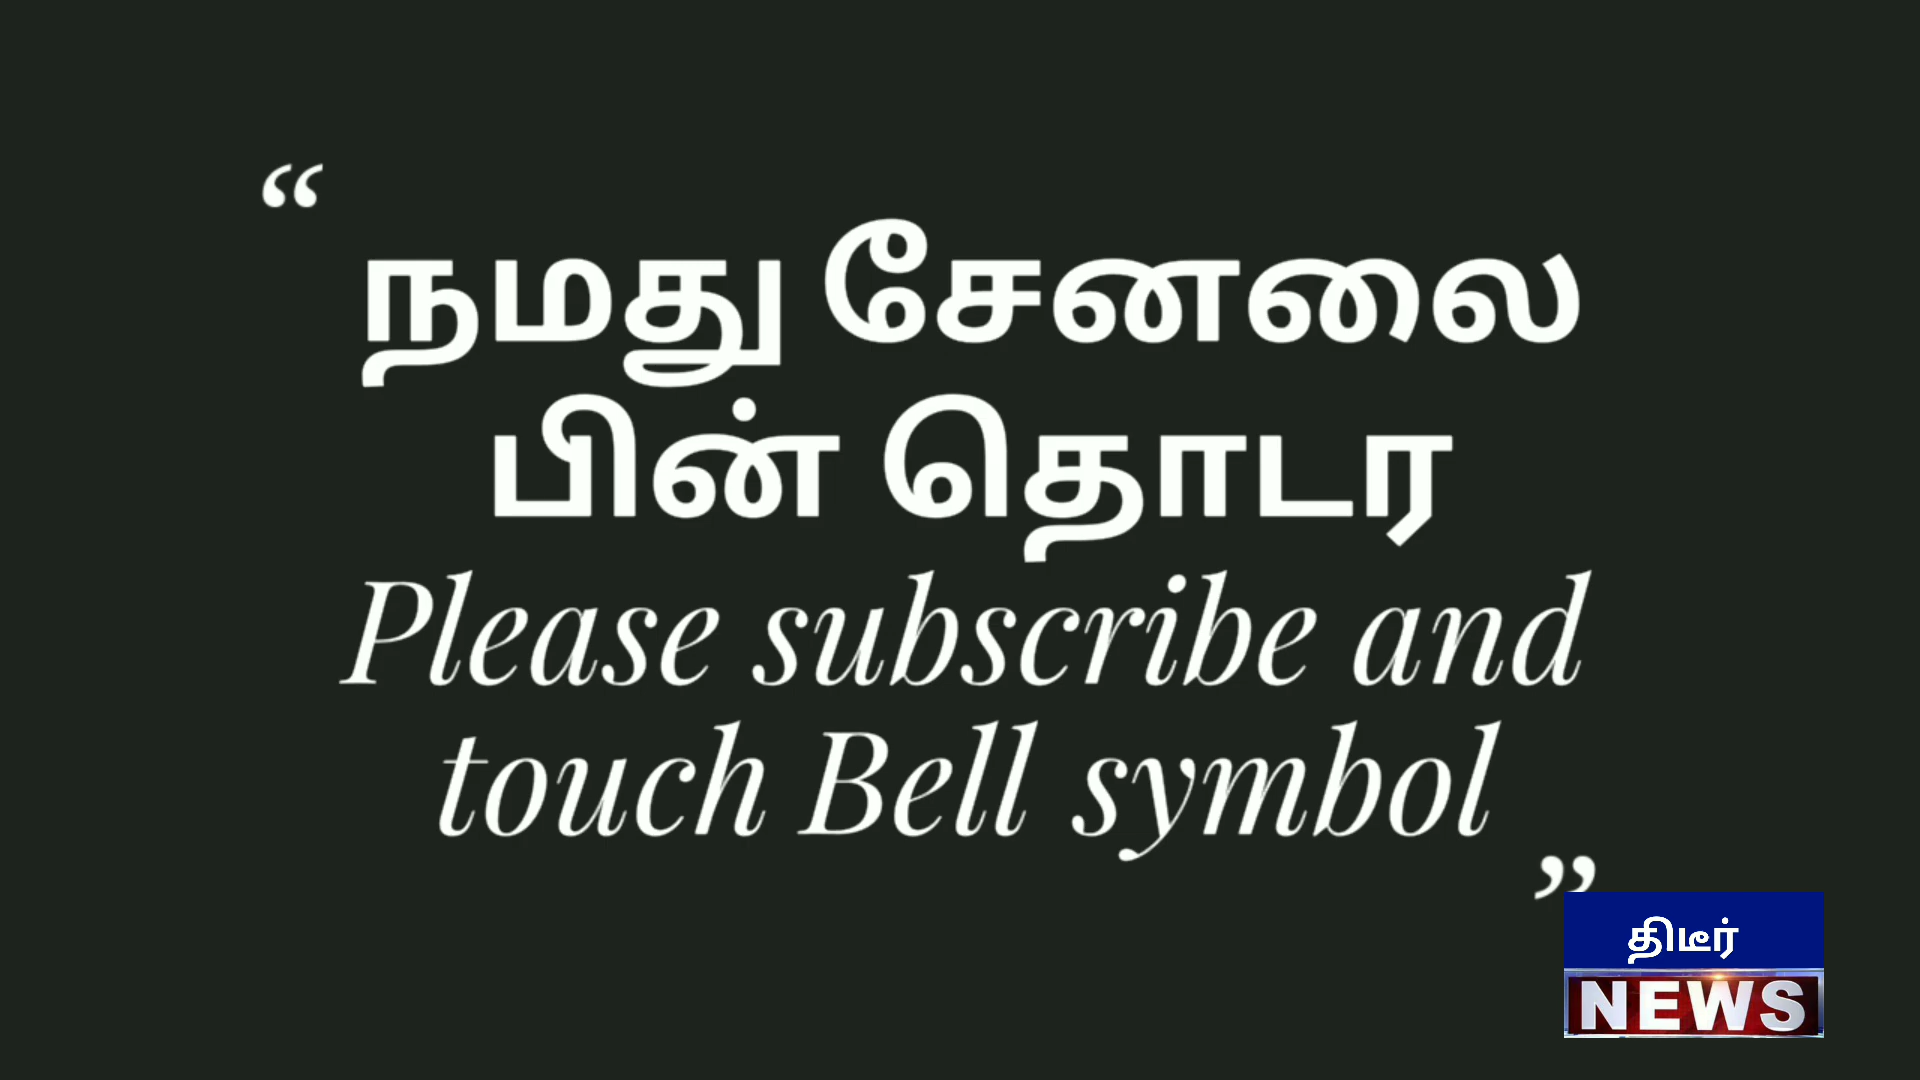 “
நமது சேனலை
பின் தொடர
Please subscribe and
touch Bell symbol
”
திடீர்
NEWS